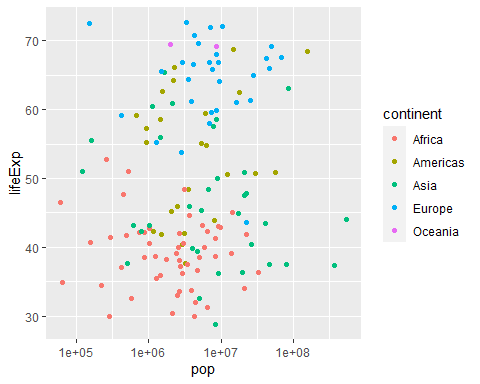 70
60
50
40
30
lifeExp
1e+05
1e+06
1e+07
1e+08
pop
continent
Africa
Americas
Asia
Europe
Oceania